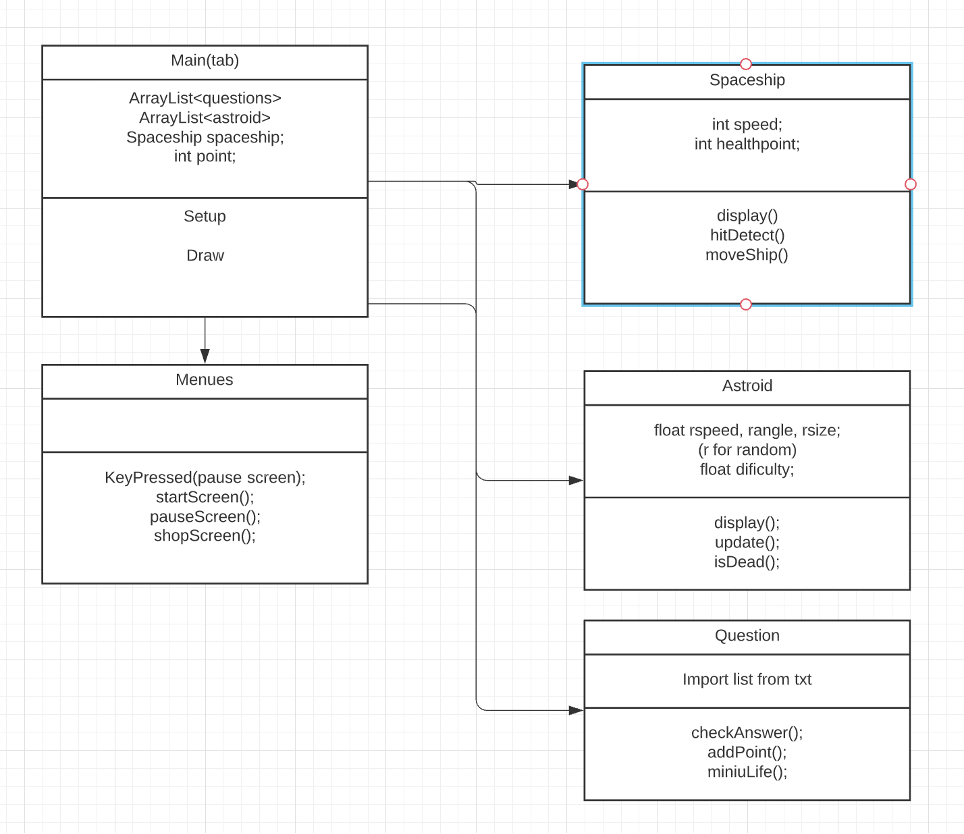 Main(tab)
ArrayList<questions>
ArrayList<astroid>
Spaceship spaceship;
int point;
Setup
Draw
Menues
KeyPressed(pause screen);
startScreen();
pauseScreen();
shopScreen();
Spaceship
int speed;
int healthpoint;
display()
hitDetect()
moveShip()
Astroid
float rspeed, rangle, rsize;
(r for random)
float dificulty;
display();
update();
isDead();
Question
Import list from txt
checkAnswer();
addPoint();
miniuLife();